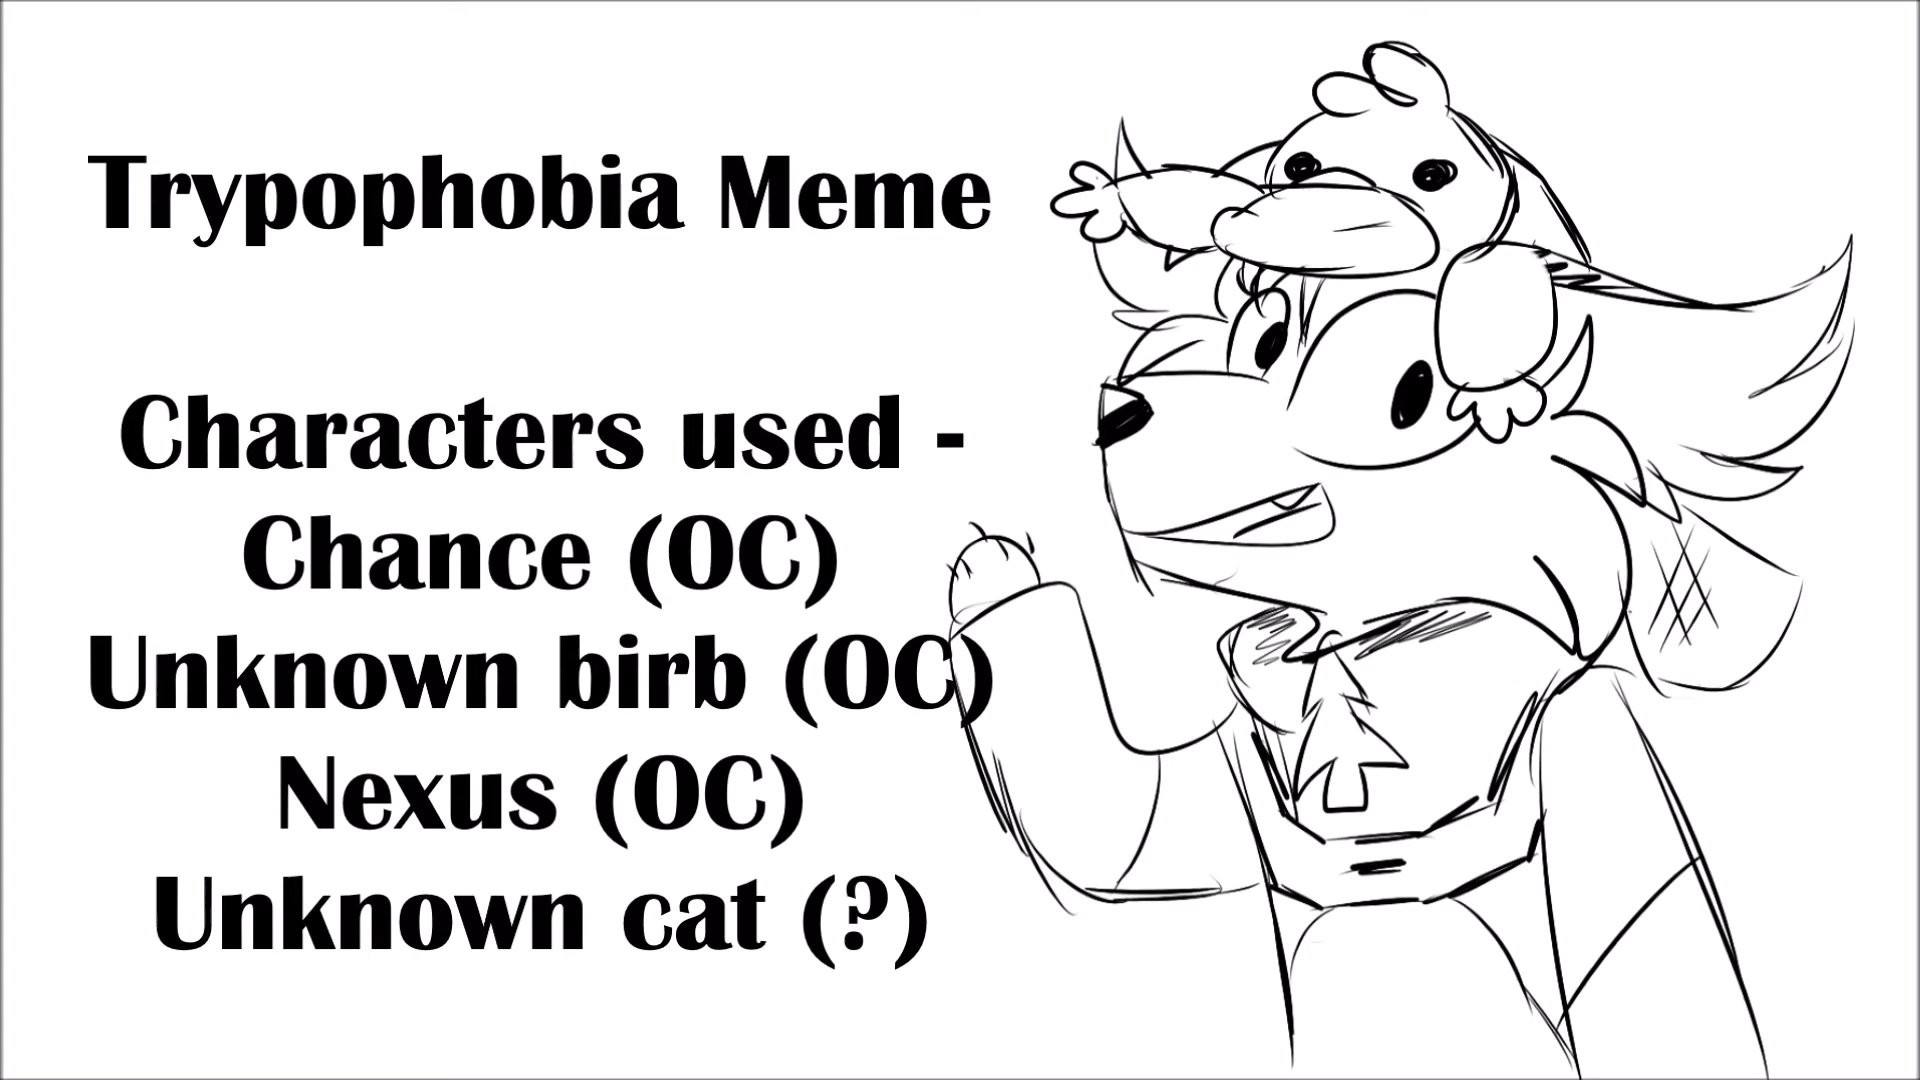 Trypophobia Meme
Characters used -
Chance (OC)
Unknown birb (OC)
Nexus (OC)
Unknown cat (?)